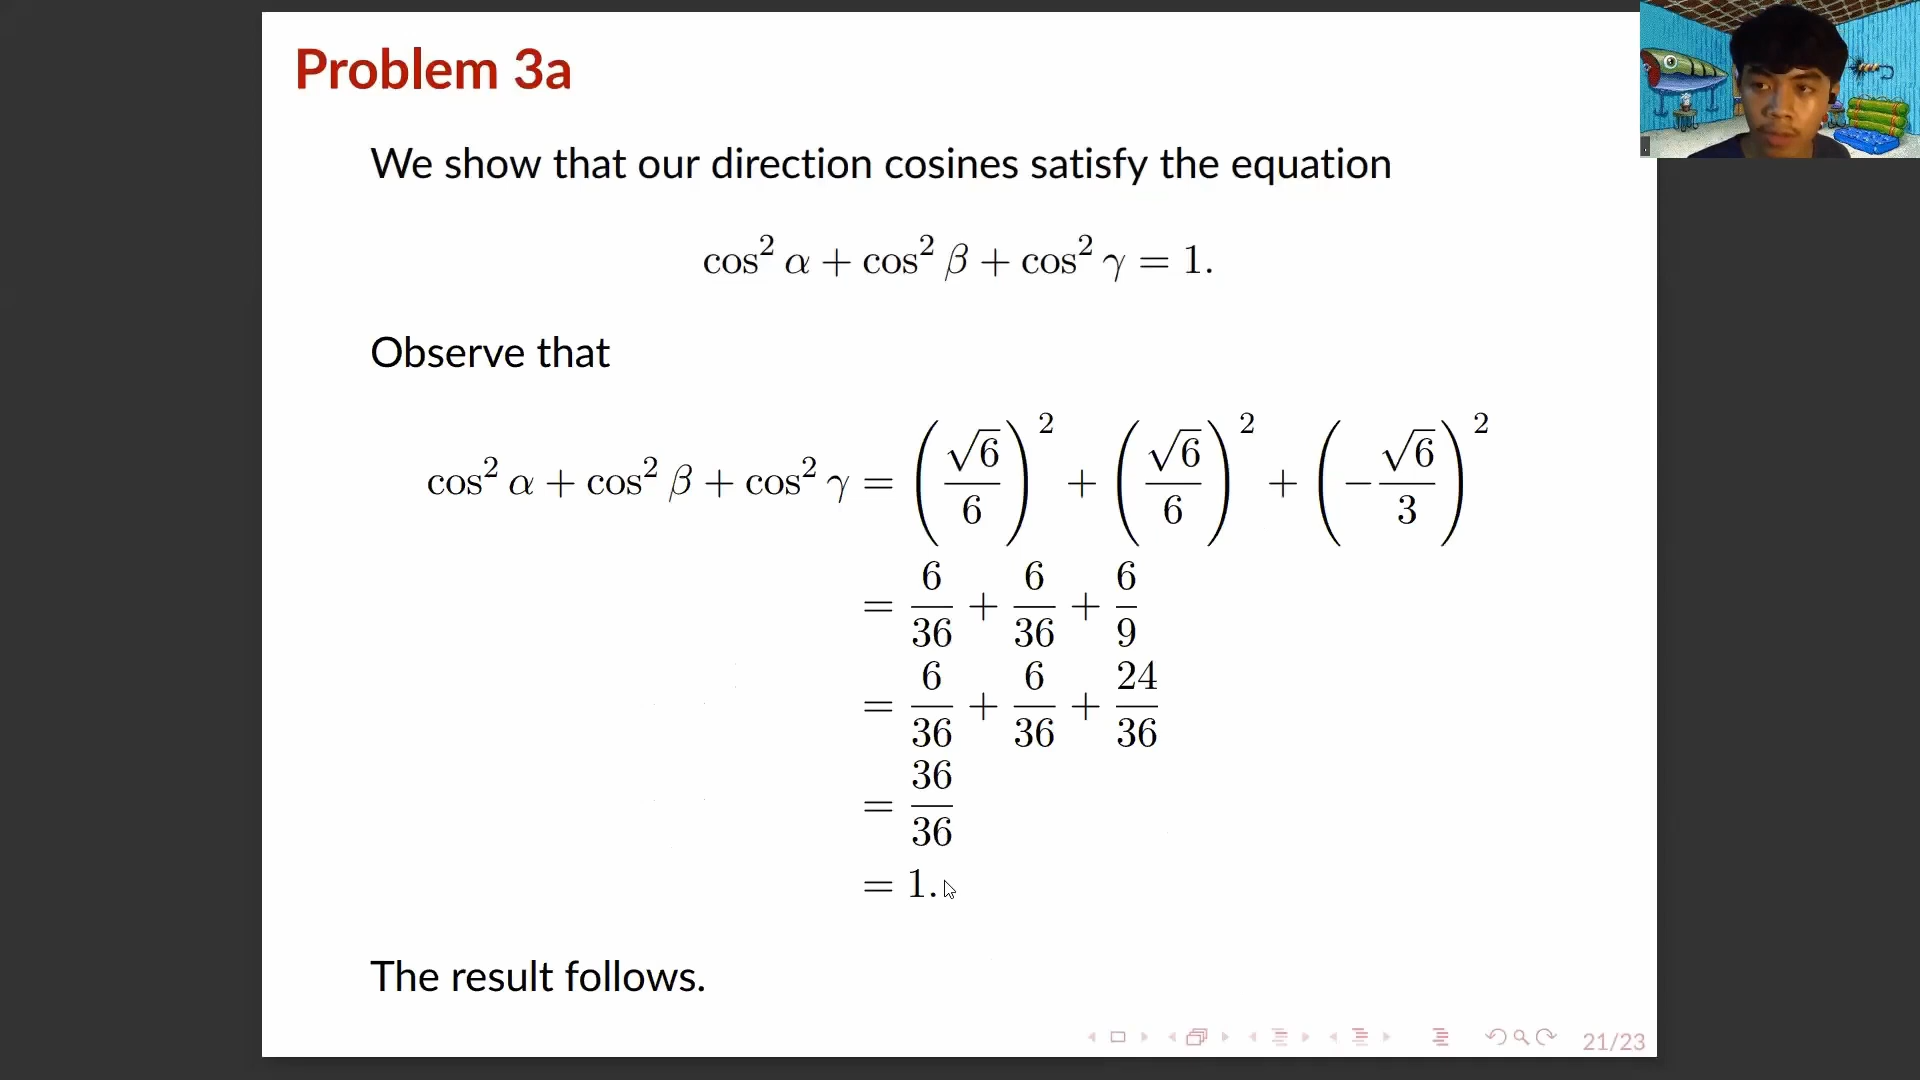 Problem 3a
We show that our direction cosines satisfy the equation
cos² α + cos² β + cos² γ = 1.
Observe that
cos² α + cos² β + cos² γ = (√6/6)² + (√6/6)² + (−√6/3)²
= 6/36 + 6/36 + 6/9
= 6/36 + 6/36 + 24/36
= 36/36
= 1.
The result follows.
21/23